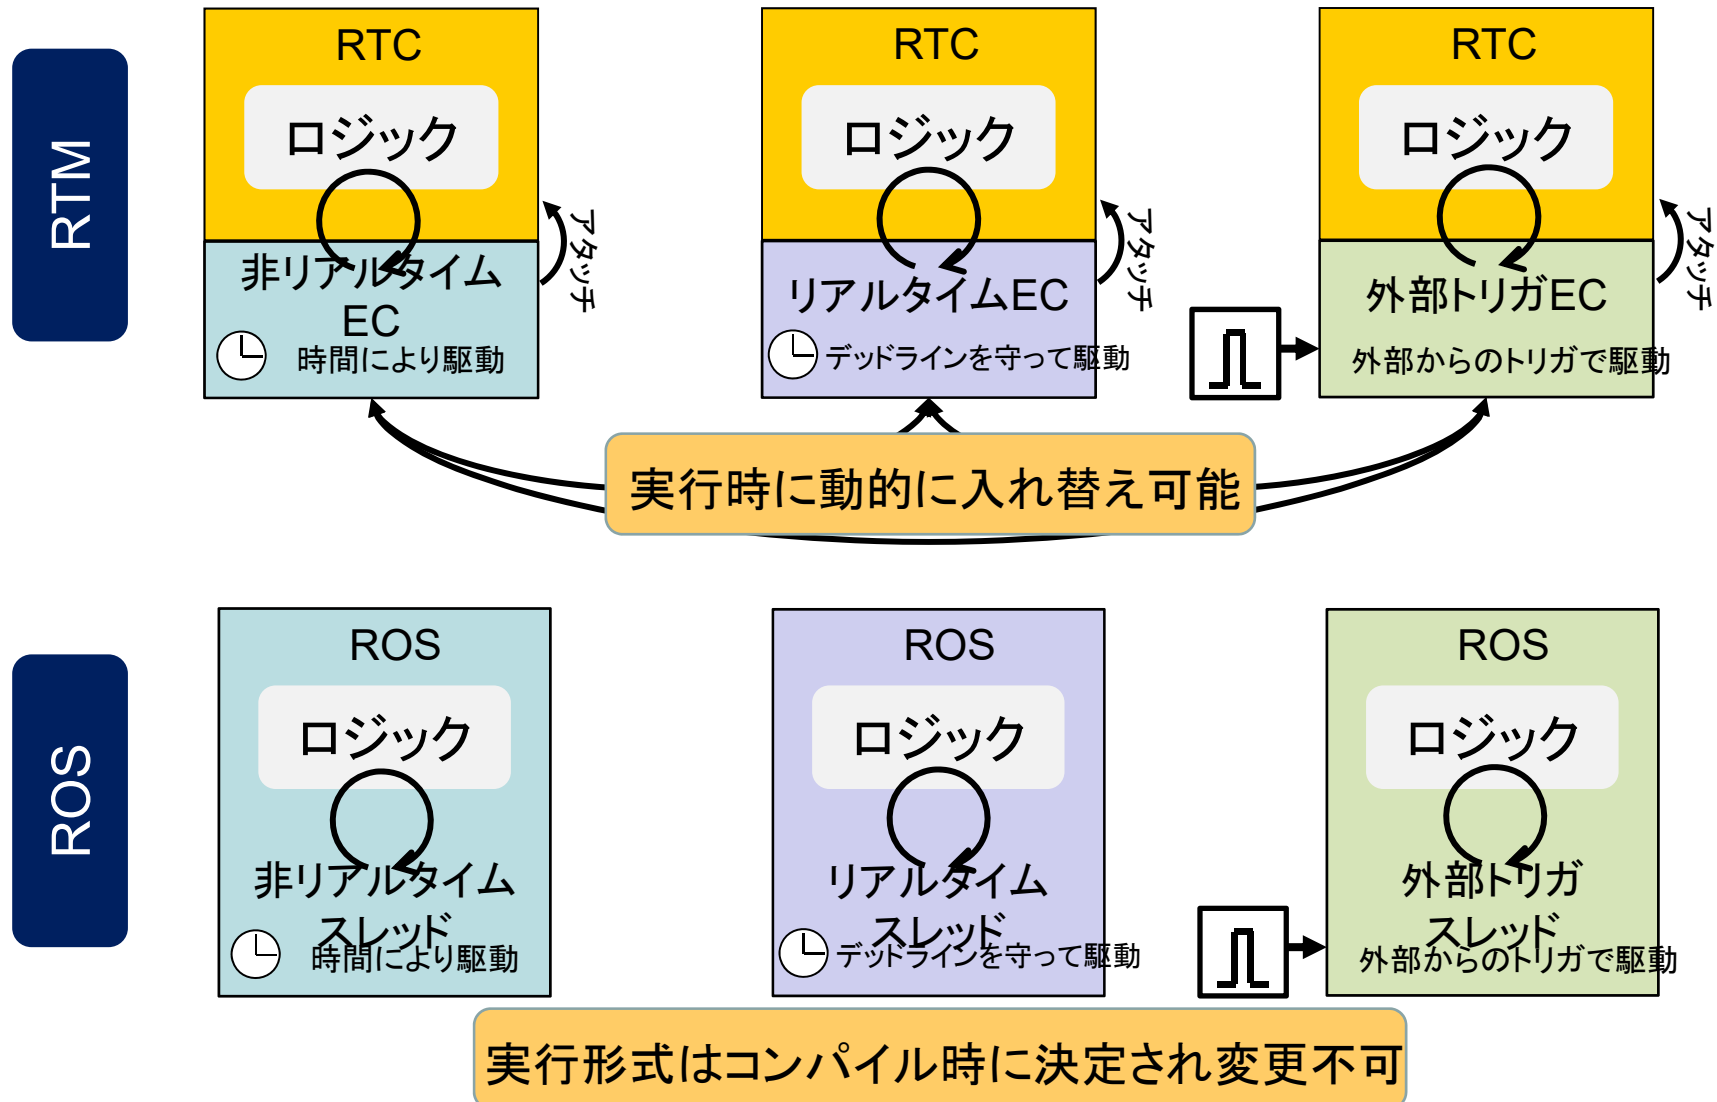 RTM
RTC
ロジック
アタッチ
非リアルタイム
EC
時間により駆動
RTC
ロジック
アタッチ
リアルタイムEC
デッドラインを守って駆動
RTC
ロジック
アタッチ
外部トリガEC
外部からのトリガで駆動
実行時に動的に入れ替え可能
ROS
ROS
ロジック
非リアルタイム
スレッド
時間により駆動
ROS
ロジック
リアルタイム
スレッド
デッドラインを守って駆動
ROS
ロジック
外部トリガ
スレッド
外部からのトリガで駆動
実行形式はコンパイル時に決定され変更不可